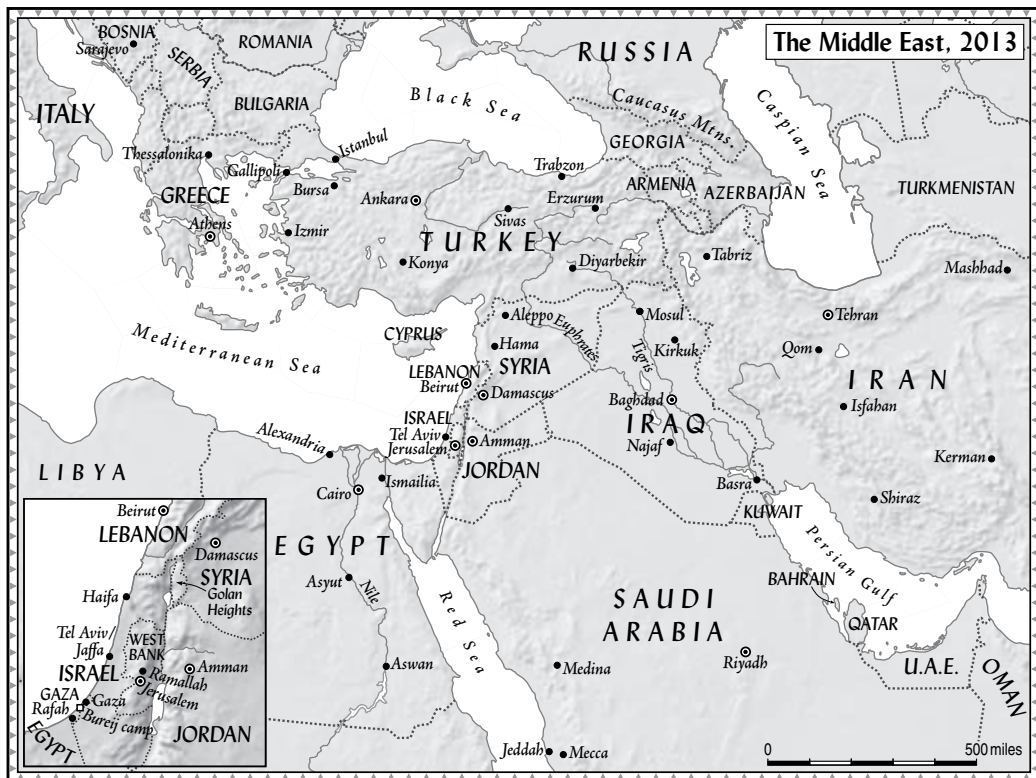 The Middle East, 2013
BOSNIA
Sarajevo
ROMANIA
SERBIA
RUSSIA
ITALY
BULGARIA
Black Sea
Caucasus Mtns.
Caspian Sea
GEORGIA
Thessalonika
Istanbul
Gallipoli
Bursa
Trabzon
ARMENIA
AZERBAIJAN
TURKMENISTAN
GREECE
Athens
Ankara
Sivas
Erzurum
Izmir
TURKEY
Konya
Diyarbekir
Tabriz
Mashhad
Mediterranean Sea
CYPRUS
Aleppo
Euphrates
Mosul
Tehran
Hama
Tigris
Kirkuk
Qom
LEBANON
SYRIA
Beirut
Damascus
IRAN
Baghdad
Isfahan
ISRAEL
IRAQ
Tel Aviv
Alexandria
Jerusalem
Amman
Najaf
LIBYA
JORDAN
Kerman
Cairo
Ismailia
Basra
Shiraz
KUWAIT
EGYPT
Persian Gulf
Asyut
Nile
BAHRAIN
Red Sea
SAUDI
ARABIA
QATAR
Riyadh
Aswan
Medina
U.A.E.
OMAN
Jeddah
Mecca
0
500 miles
Beirut
LEBANON
Damascus
SYRIA
Golan
Heights
Haifa
Tel Aviv/
Jaffa
WEST
BANK
ISRAEL
Amman
Ramallah
Jerusalem
GAZA
Gaza
Rafah
Bureij camp
EGYPT
JORDAN